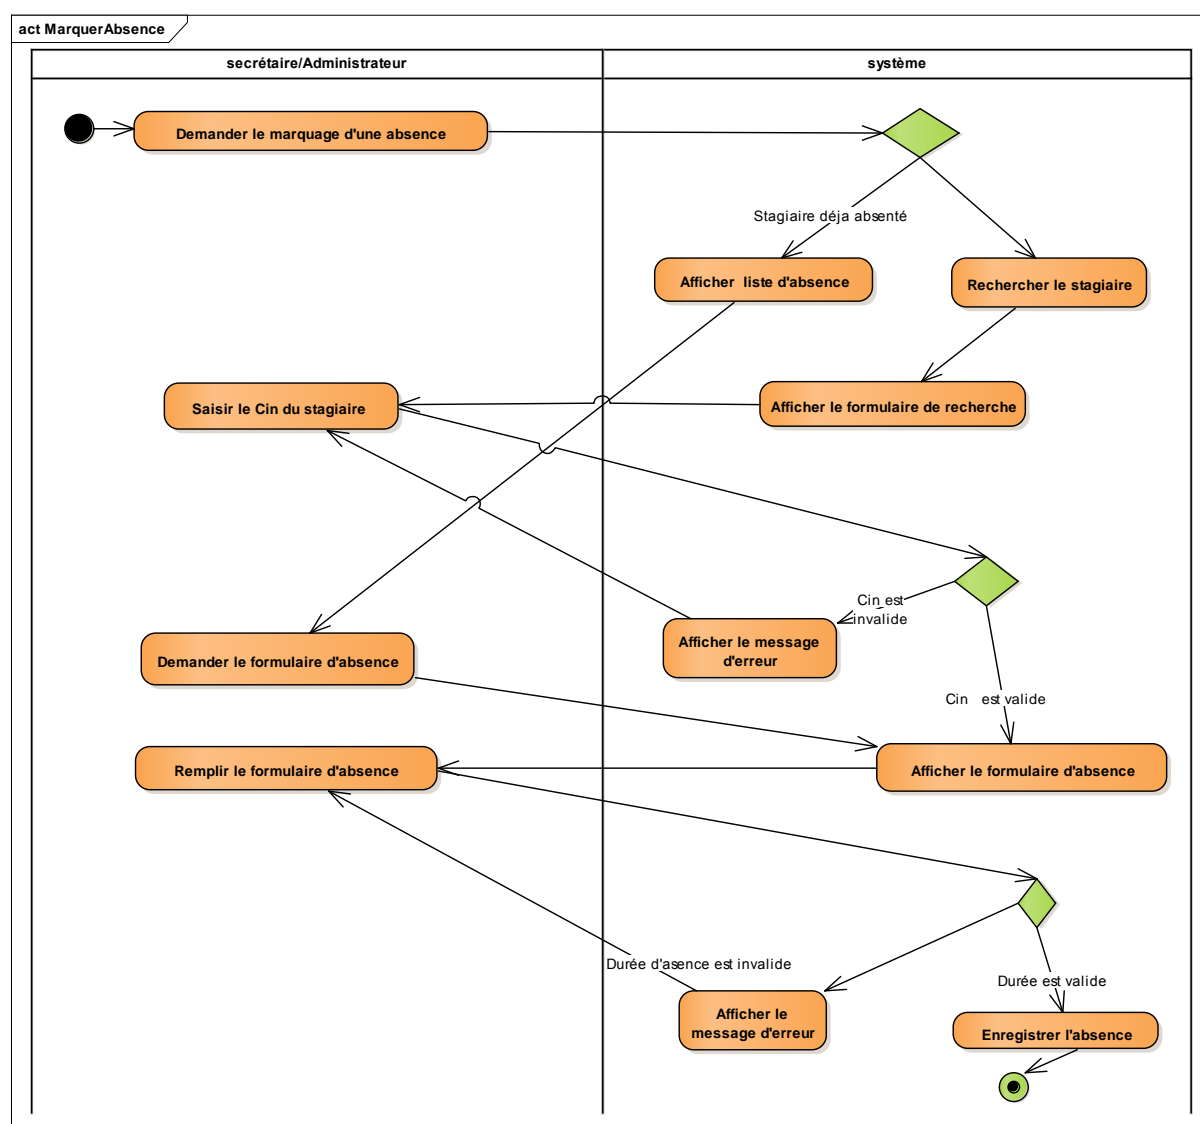 act MarquerAbsence
secrétaire/Administrateur
système
Demander le marquage d'une absence
Stagiaire déja absenté
Afficher liste d'absence
Rechercher le stagiaire
Saisir le Cin du stagiaire
Afficher le formulaire de recherche
Cin est
invalide
Afficher le message
d'erreur
Demander le formulaire d'absence
Cin est valide
Remplir le formulaire d'absence
Afficher le formulaire d'absence
Durée d'asence est invalide
Durée est valide
Afficher le
message d'erreur
Enregistrer l'absence